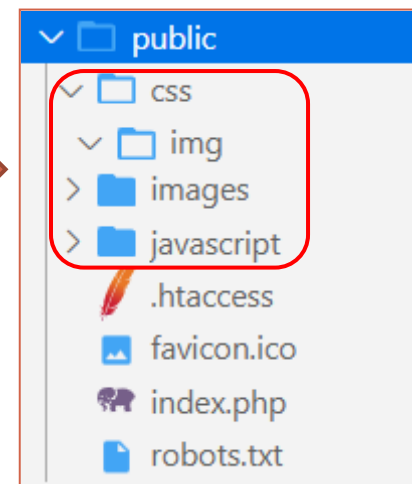 public
css
img
images
javascript
.htaccess
favicon.ico
index.php
robots.txt